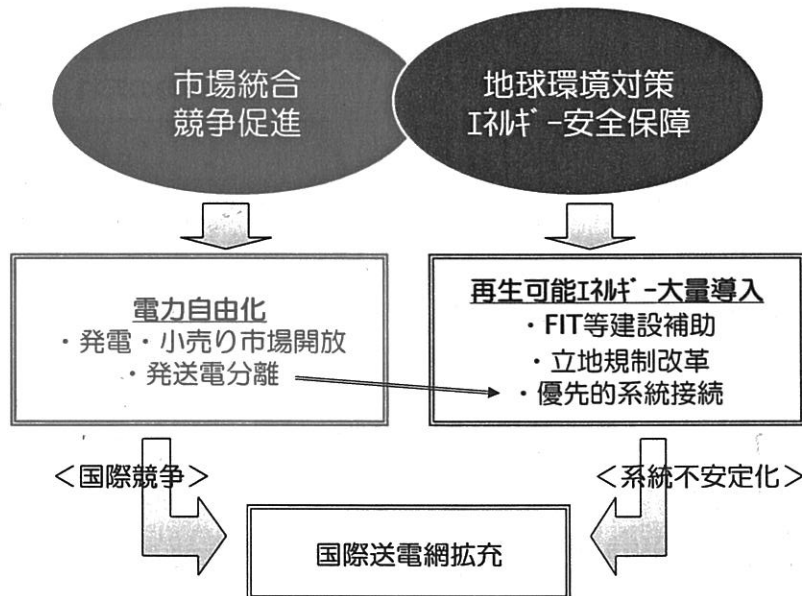 市場統合
競争促進
地球環境対策
ｴﾈﾙｷﾞｰ安全保障
電力自由化
・発電・小売り市場開放
・発送電分離
再生可能ｴﾈﾙｷﾞｰ大量導入
・FIT等建設補助
・立地規制改革
・優先的系統接続
＜国際競争＞
＜系統不安定化＞
国際送電網拡充